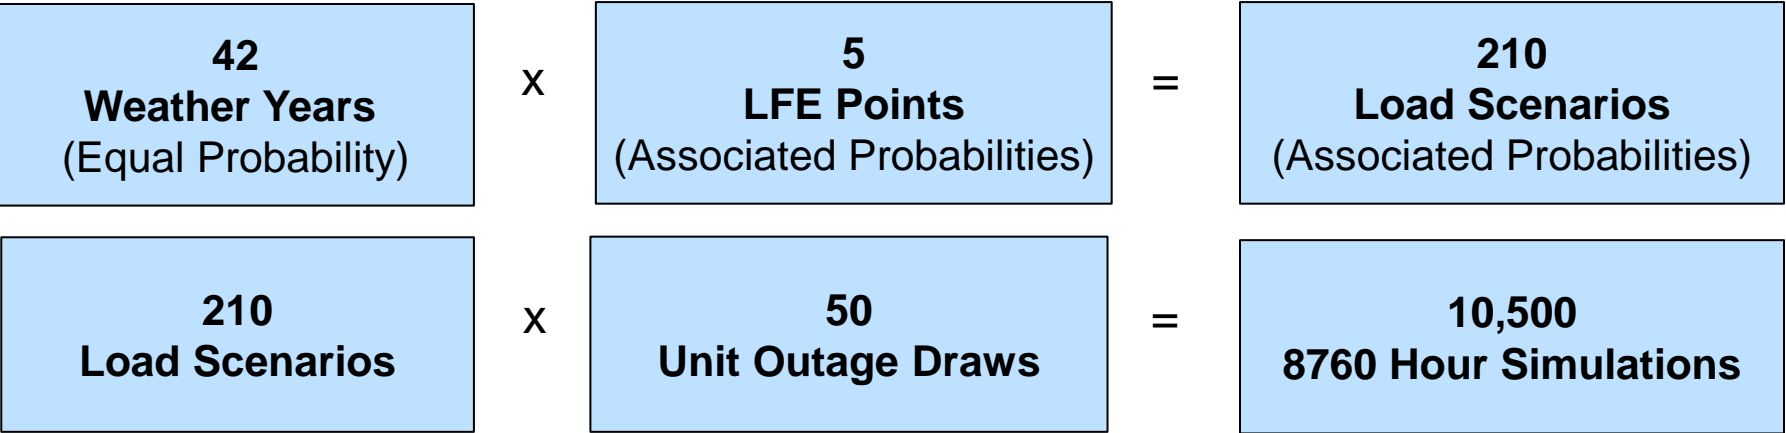 42
Weather Years
(Equal Probability)
x
5
LFE Points
(Associated Probabilities)
=
210
Load Scenarios
(Associated Probabilities)
210
Load Scenarios
x
50
Unit Outage Draws
=
10,500
8760 Hour Simulations